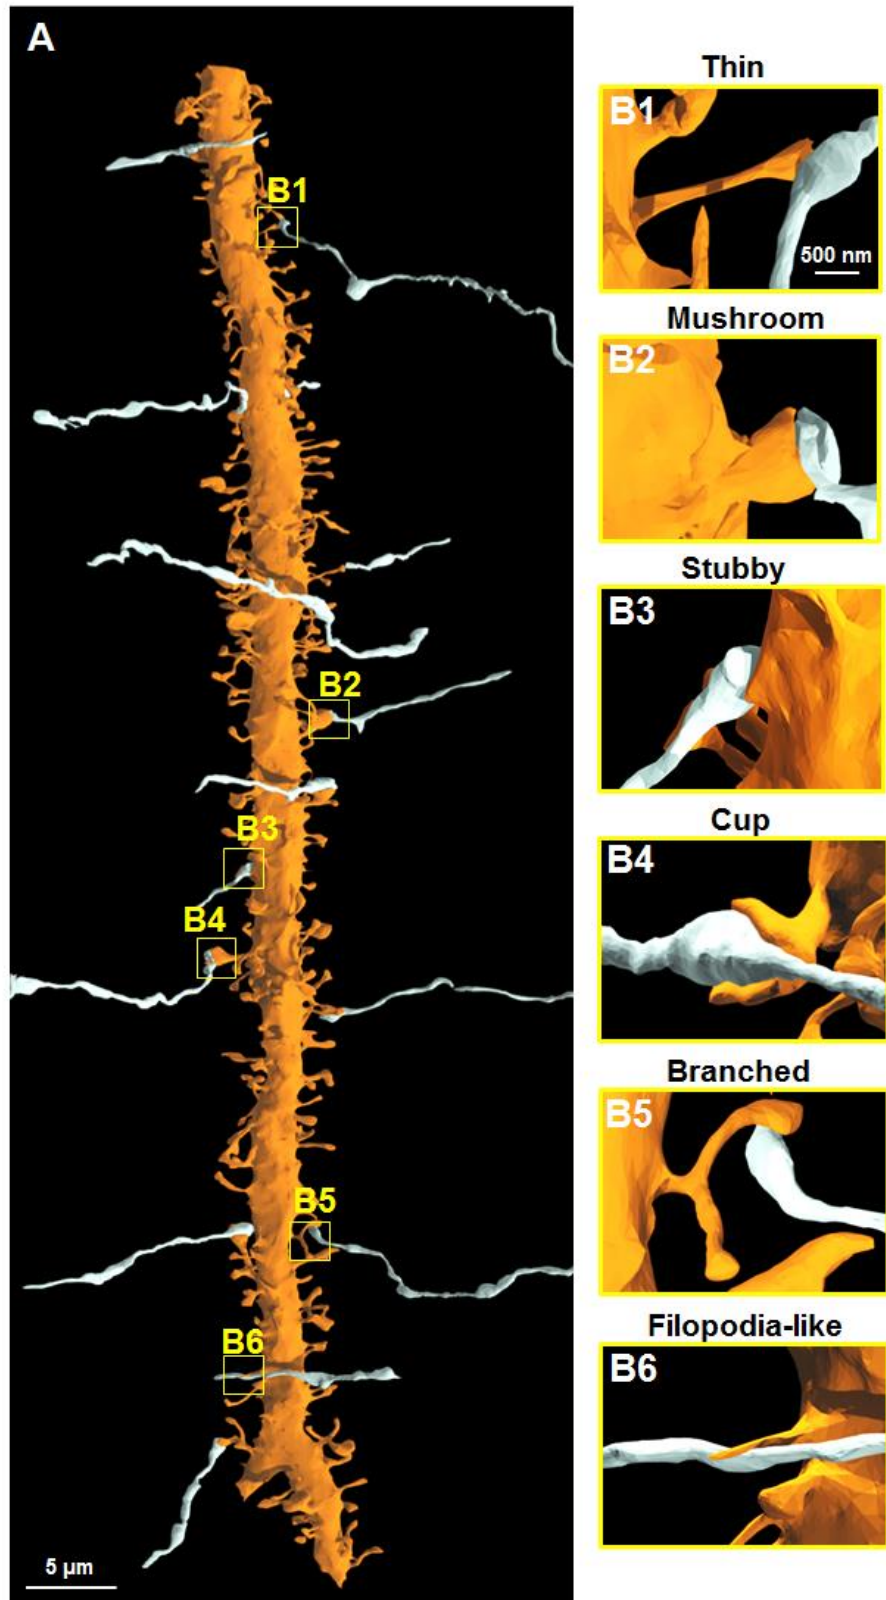 A
B1
B2
B3
B4
B5
B6
5 µm
Thin
B1
500 nm
Mushroom
B2
Stubby
B3
Cup
B4
Branched
B5
Filopodia-like
B6